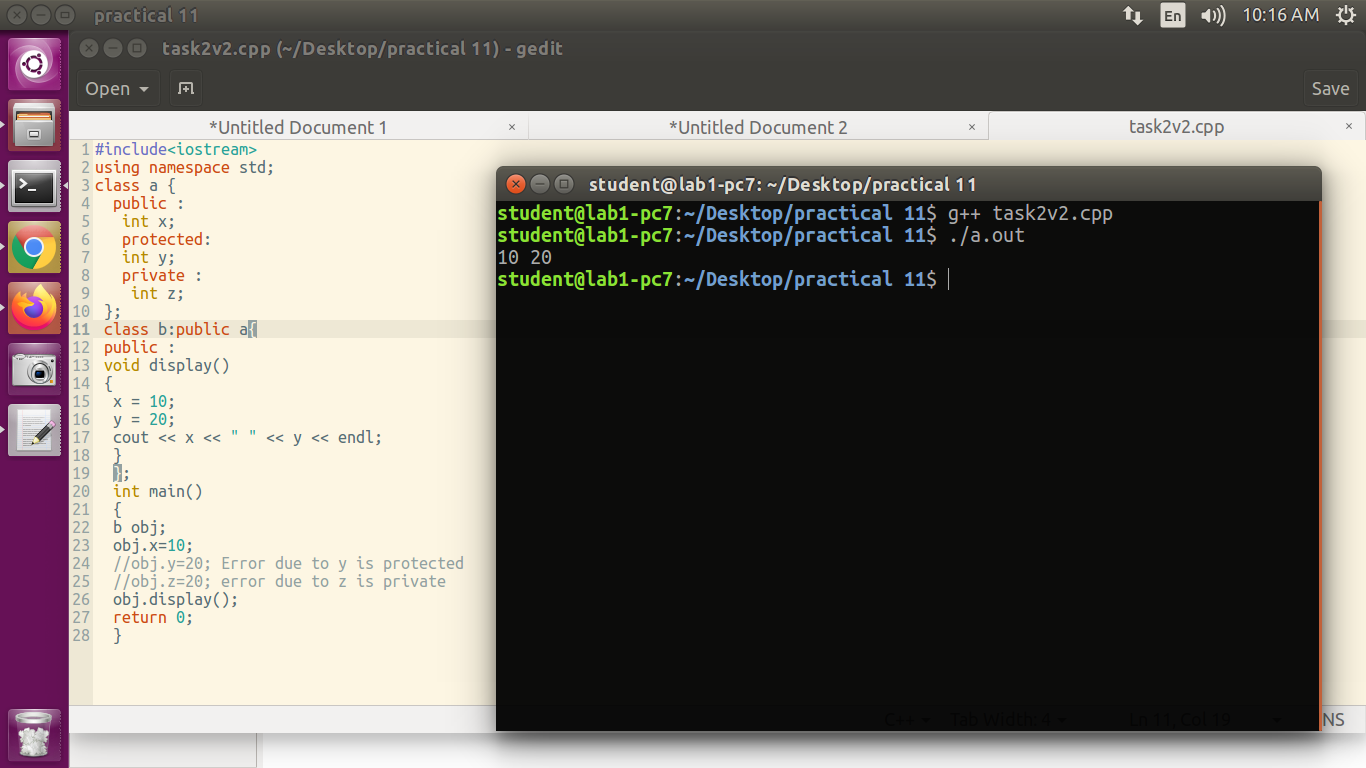 practical 11
En
10:16 AM
task2v2.cpp (~/Desktop/practical 11) - gedit
Open
Save
*Untitled Document 1
*Untitled Document 2
task2v2.cpp
1 #include<iostream>
2 using namespace std;
3 class a {
4 public :
5 int x;
6 protected:
7 int y;
8 private :
9 int z;
10 };
11 class b:public a{
12 public :
13 void display()
14 {
15 x = 10;
16 y = 20;
17 cout << x << " " << y << endl;
18 }
19 };
20 int main()
21 {
22 b obj;
23 obj.x=10;
24 //obj.y=20; Error due to y is protected
25 //obj.z=20; error due to z is private
26 obj.display();
27 return 0;
28 }
student@lab1-pc7: ~/Desktop/practical 11
student@lab1-pc7:~/Desktop/practical 11$ g++ task2v2.cpp
student@lab1-pc7:~/Desktop/practical 11$ ./a.out
10 20
student@lab1-pc7:~/Desktop/practical 11$
C++ Tab Width: 4 Ln 11, Col 19 NS